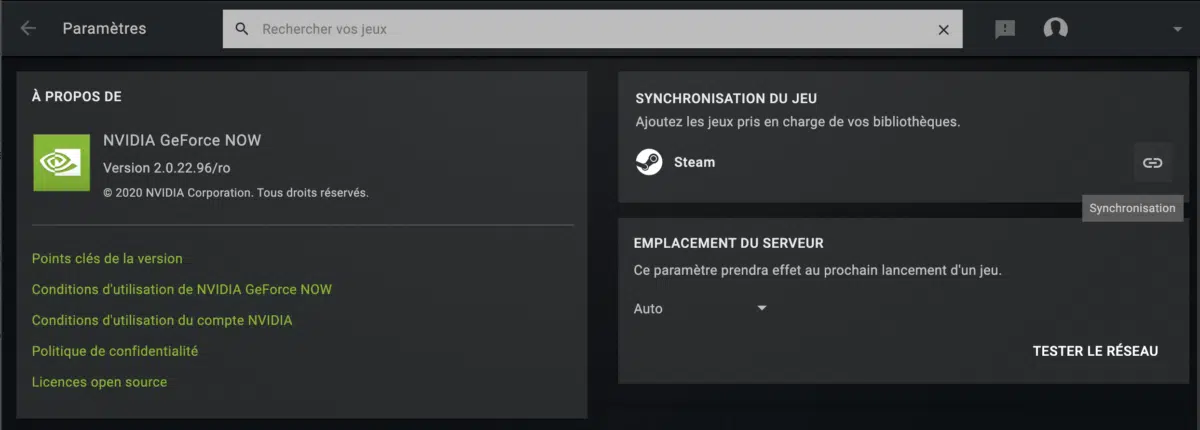 Paramètres
Rechercher vos jeux
À PROPOS DE
NVIDIA GeForce NOW
Version 2.0.22.96/ro
© 2020 NVIDIA Corporation. Tous droits réservés.
Points clés de la version
Conditions d'utilisation de NVIDIA GeForce NOW
Conditions d'utilisation du compte NVIDIA
Politique de confidentialité
Licences open source
SYNCHRONISATION DU JEU
Ajoutez les jeux pris en charge de vos bibliothèques.
Steam
Synchronisation
EMPLACEMENT DU SERVEUR
Ce paramètre prendra effet au prochain lancement d'un jeu.
Auto
TESTER LE RÉSEAU